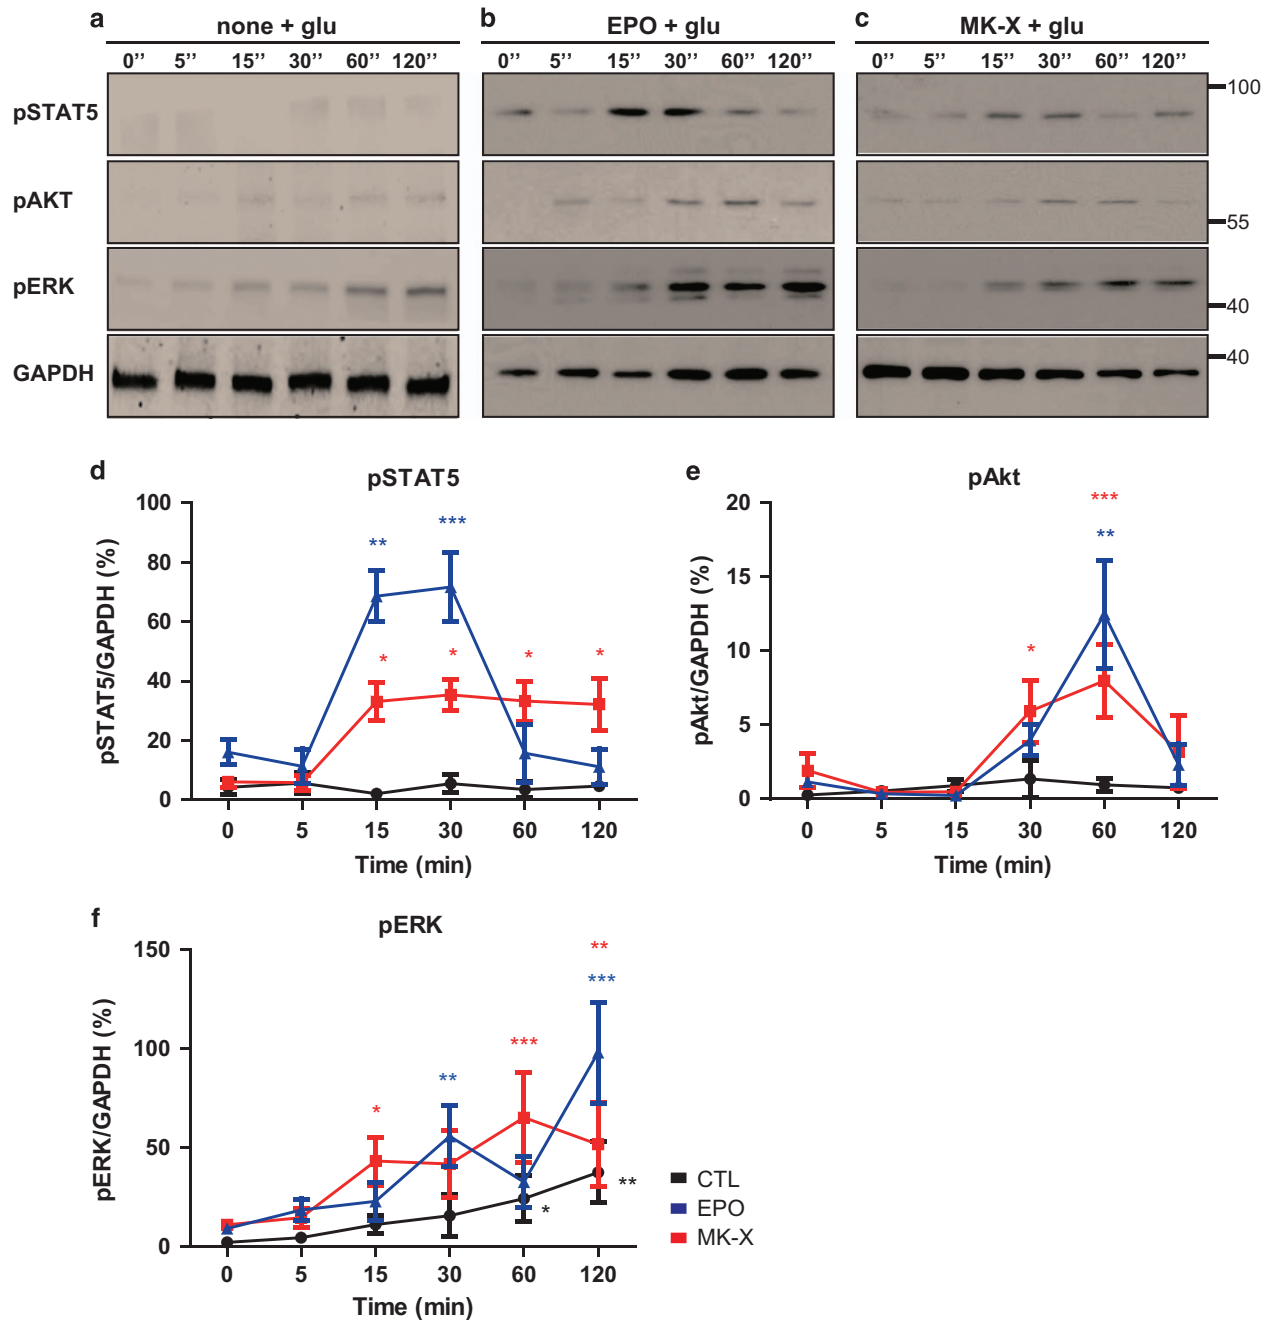 a
none + glu
0’’ 5’’ 15’’ 30’’ 60’’ 120’’
b
EPO + glu
0’’ 5’’ 15’’ 30’’ 60’’ 120’’
c
MK-X + glu
0’’ 5’’ 15’’ 30’’ 60’’ 120’’
pSTAT5
100
pAKT
55
pERK
40
GAPDH
40
d
pSTAT5
pSTAT5/GAPDH (%)
100
80
60
40
20
0
** *** * * * *
0 5 15 30 60 120
Time (min)
e
pAkt
pAkt/GAPDH (%)
20
15
10
5
0
* *** **
0 5 15 30 60 120
Time (min)
f
pERK
pERK/GAPDH (%)
150
100
50
0
* ** *** ** *** * **
0 5 15 30 60 120
Time (min)
CTL
EPO
MK-X